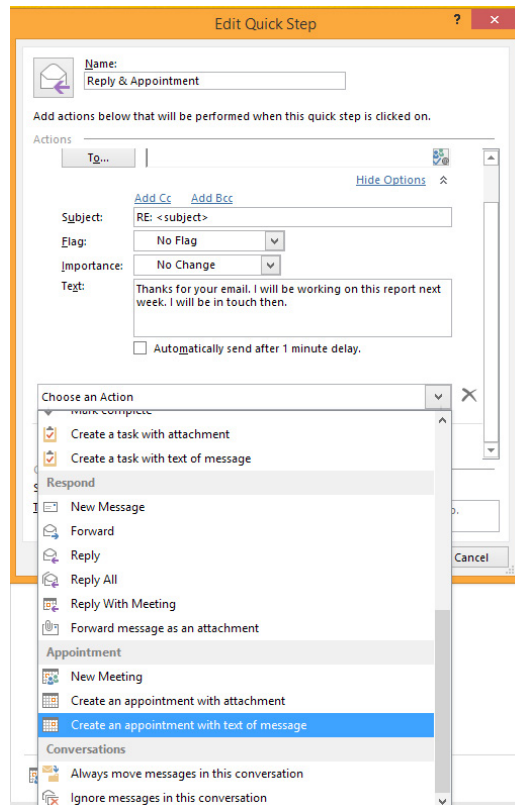 Edit Quick Step
?
Name:
Reply & Appointment
Add actions below that will be performed when this quick step is clicked on.
Actions
To...
Hide Options
Add Cc Add Bcc
Subject: RE: <subject>
Flag: No Flag
Importance: No Change
Text: Thanks for your email. I will be working on this report next
week. I will be in touch then.
Automatically send after 1 minute delay.
Choose an Action
Mark complete
Create a task with attachment
Create a task with text of message
Respond
New Message
Forward
Reply
Reply All
Reply With Meeting
Forward message as an attachment
Cancel
Appointment
New Meeting
Create an appointment with attachment
Create an appointment with text of message
Conversations
Always move messages in this conversation
Ignore messages in this conversation